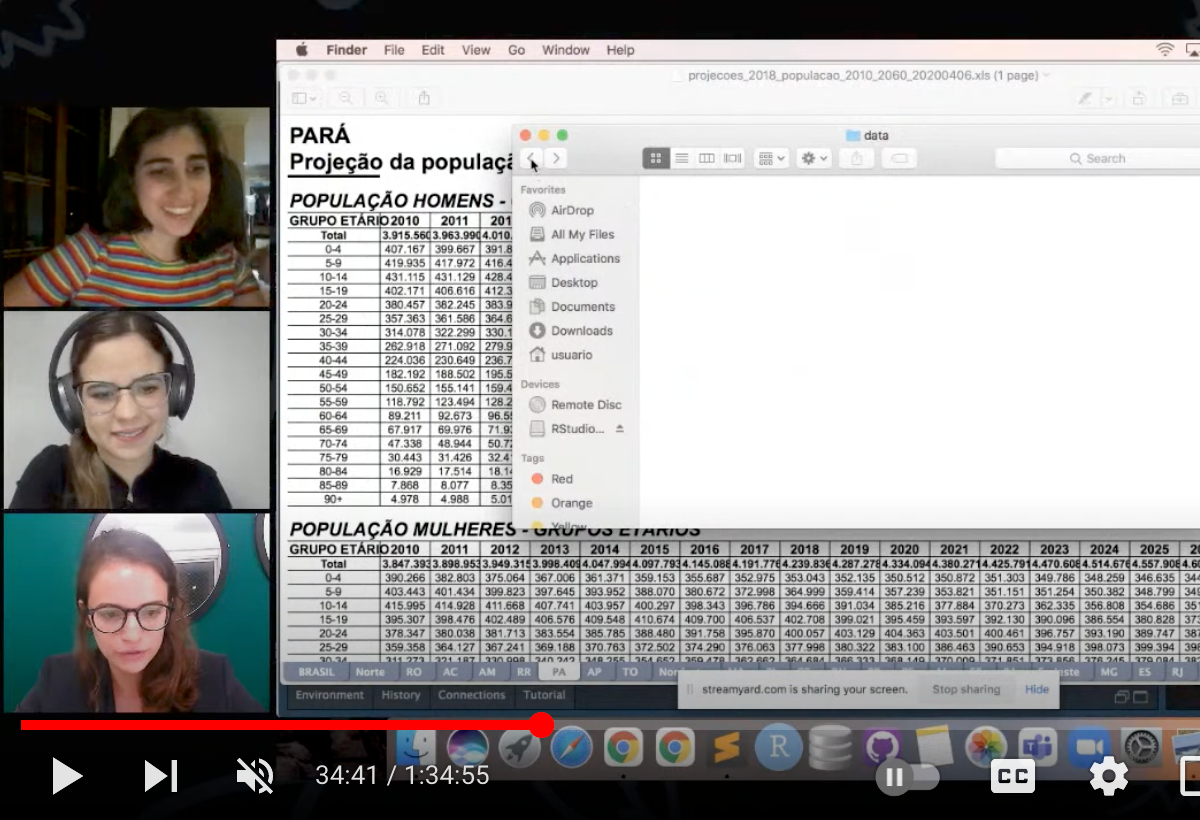 Finder File Edit View Go Window Help
projecoes_2018_populacao_2010_2060_20200406.xls (1 page)
PARÁ
Projeção da populaçã
data
Search
POPULAÇÃO HOMENS -
GRUPO ETÁRIO 2010 2011 201
Total 3.915.560 3.963.990 4.010.
0-4 407.167 399.667 391.8
5-9 419.935 417.972 416.4
10-14 431.115 431.129 428.4
15-19 402.171 406.616 412.3
20-24 380.457 382.245 383.9
25-29 357.363 361.586 364.6
30-34 314.078 322.299 330.1
35-39 262.918 271.092 279.9
40-44 224.036 230.649 236.7
45-49 182.192 188.502 195.5
50-54 150.652 155.141 159.4
55-59 118.792 123.494 128.2
60-64 89.211 92.673 96.55
65-69 67.917 69.976 71.93
70-74 47.338 48.944 50.72
75-79 30.443 31.426 32.41
80-84 16.929 17.514 18.14
85-89 7.868 8.077 8.35
90+ 4.978 4.988 5.01
Favorites
AirDrop
All My Files
Applications
Desktop
Documents
Downloads
usuario
Devices
Remote Disc
RStudio...
Tags
Red
Orange
Yellow
POPULAÇÃO MULHERES - GRUPOS ETÁRIOS
GRUPO ETÁRIO 2010 2011 2012 2013 2014 2015 2016 2017 2018 2019 2020 2021 2022 2023 2024 2025 20
Total 3.847.393 3.898.953 3.949.315 3.998.409 4.047.994 4.097.793 4.145.088 4.191.776 4.239.836 4.287.278 4.334.094 4.380.271 4.425.791 4.470.608 4.514.676 4.557.908 4.60
0-4 390.266 382.803 375.064 367.006 361.371 359.153 355.687 352.975 353.043 352.135 350.512 350.872 351.303 349.786 348.259 346.635 34
5-9 403.443 401.434 399.823 397.645 393.952 388.070 380.672 372.998 364.999 359.414 357.239 353.821 351.151 351.254 350.382 348.799 34
10-14 415.995 414.928 411.668 407.741 403.957 400.297 398.343 396.786 394.666 391.034 385.216 377.884 370.273 362.335 356.808 354.686 35
15-19 395.307 398.476 402.489 406.576 409.548 410.674 409.700 406.537 402.708 399.021 395.459 393.597 392.130 390.096 386.554 380.828 37
20-24 378.347 380.038 381.713 383.554 385.785 388.480 391.758 395.870 400.057 403.129 404.363 403.501 400.461 396.757 393.190 389.747 38
25-29 359.358 364.127 367.241 369.188 370.763 372.502 374.290 376.063 377.998 380.322 383.100 386.463 390.653 394.918 398.073 399.394 39
BRASIL Norte RO AC AM RR PA AP TO Nor MG ES RJ
Environment History Connections Tutorial
streamyard.com is sharing your screen. Stop sharing Hide
34:41 / 1:34:55
CC